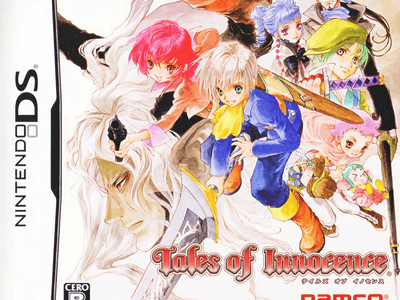 NINTENDO DS
Tales of Innocence
テイルズ オブ イノセンス
namco
CERO
B